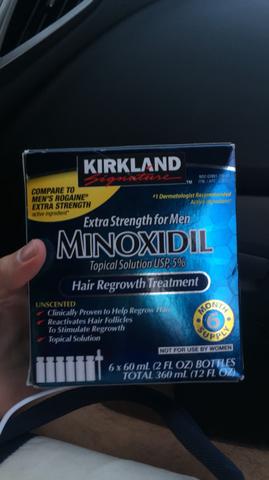 KIRKLAND
Signature™
COMPARE TO
MEN'S ROGAINE®
EXTRA STRENGTH
active ingredient*
#1 Dermatologist Recommended
Active Ingredient*
Extra Strength for Men
MINOXIDIL
Topical Solution USP, 5%
Hair Regrowth Treatment
UNSCENTED
✓ Clinically Proven to Help Regrow Hair
✓ Reactivates Hair Follicles
To Stimulate Regrowth
✓ Topical Solution
6
MONTH
SUPPLY
NOT FOR USE BY WOMEN
6 x 60 mL (2 FL OZ) BOTTLES
TOTAL 360 mL (12 FL OZ)